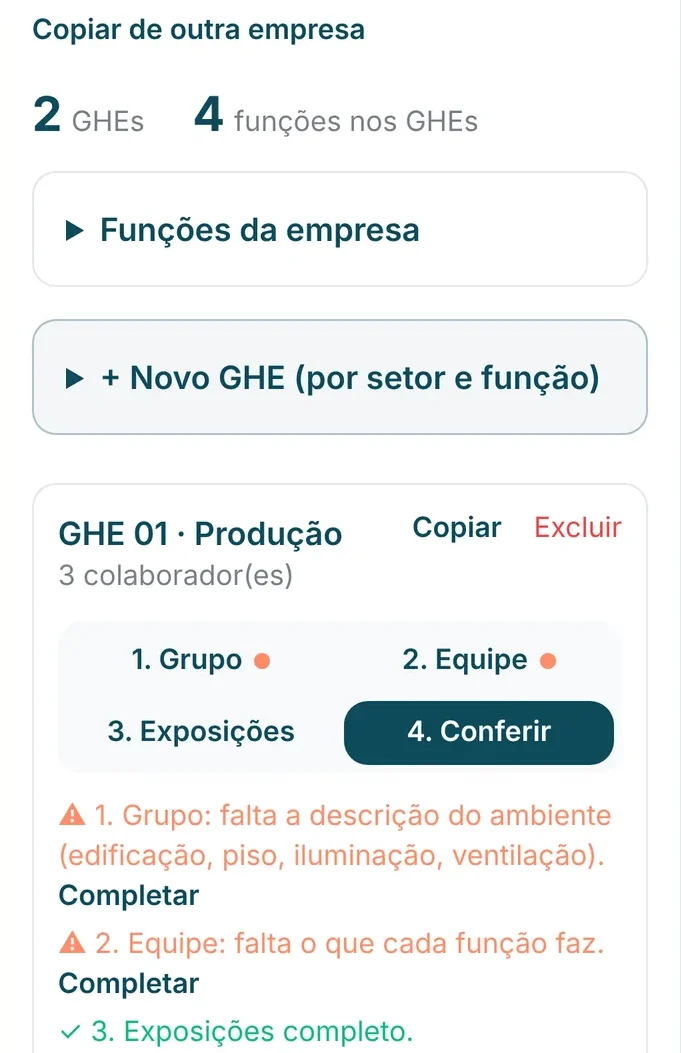 Copiar de outra empresa
2 GHEs 4 funções nos GHEs
▶ Funções da empresa
▶ + Novo GHE (por setor e função)
GHE 01 · Produção Copiar Excluir
3 colaborador(es)
1. Grupo 2. Equipe
3. Exposições 4. Conferir
⚠ 1. Grupo: falta a descrição do ambiente
(edificação, piso, iluminação, ventilação).
Completar
⚠ 2. Equipe: falta o que cada função faz.
Completar
✓ 3. Exposições completo.